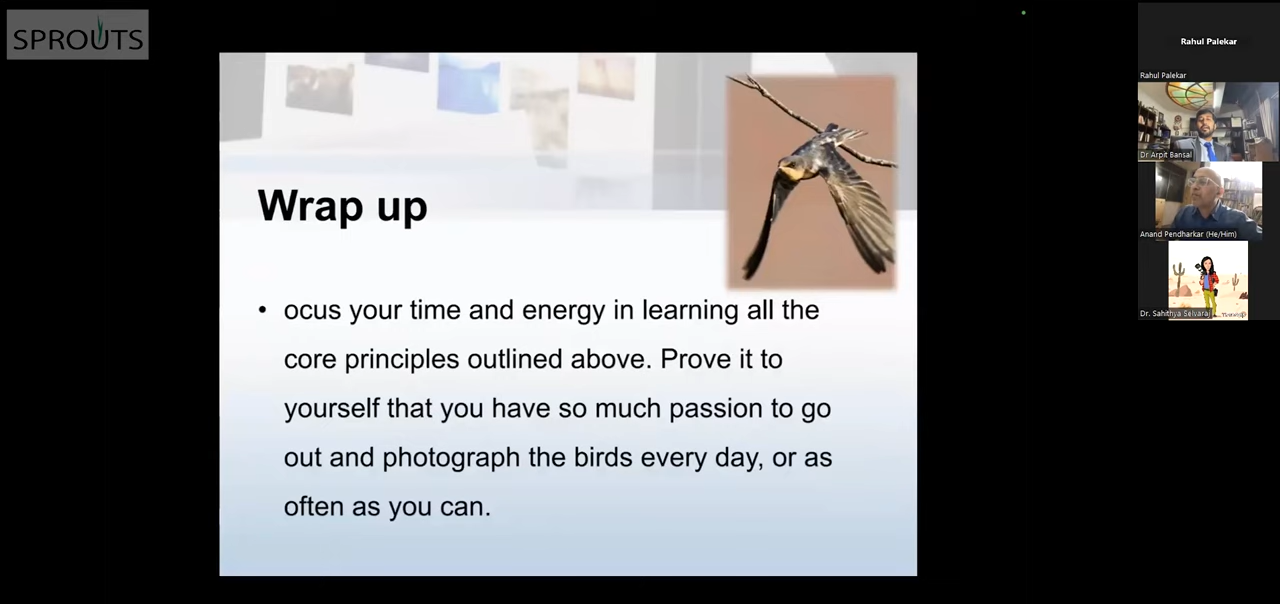 SPROUTS
Wrap up
• ocus your time and energy in learning all the
core principles outlined above. Prove it to
yourself that you have so much passion to go
out and photograph the birds every day, or as
often as you can.
Rahul Palekar
Rahul Palekar
Dr Arpit Bansal
Anand Pendharkar (He/Him)
Dr. Sahithya Selvaraj